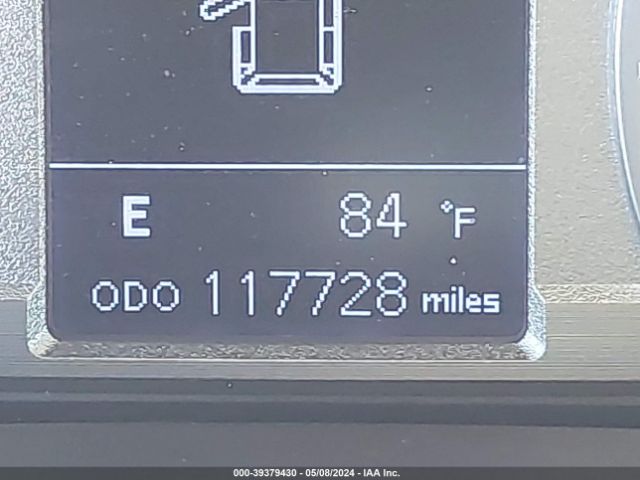 E 84 °F
ODO 117728 miles
000-39379430 - 05/08/2024 - IAA Inc.